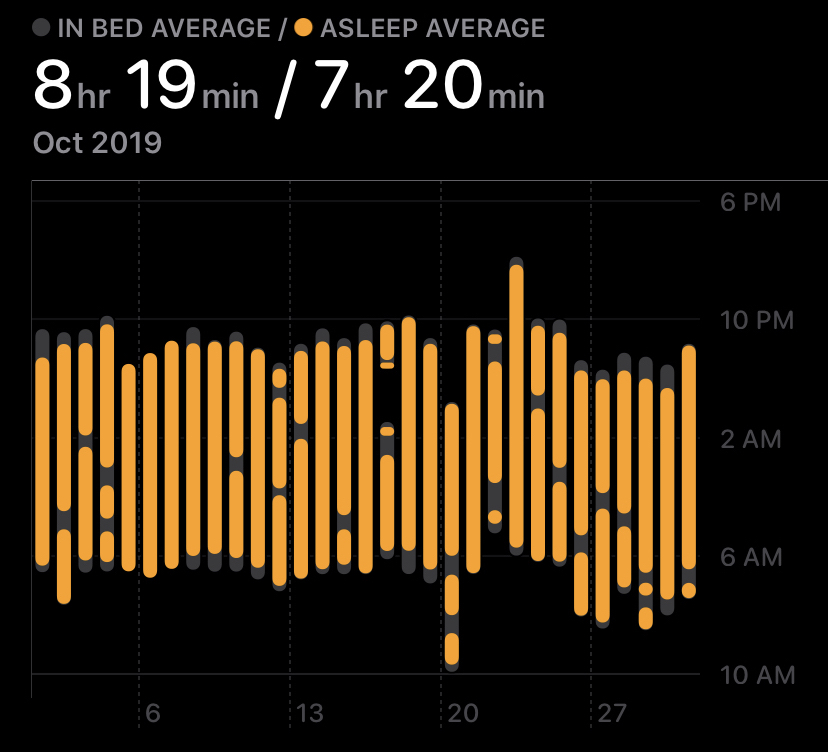 IN BED AVERAGE / ASLEEP AVERAGE
8hr 19min / 7hr 20min
Oct 2019
6 PM
10 PM
2 AM
6 AM
10 AM
6 13 20 27